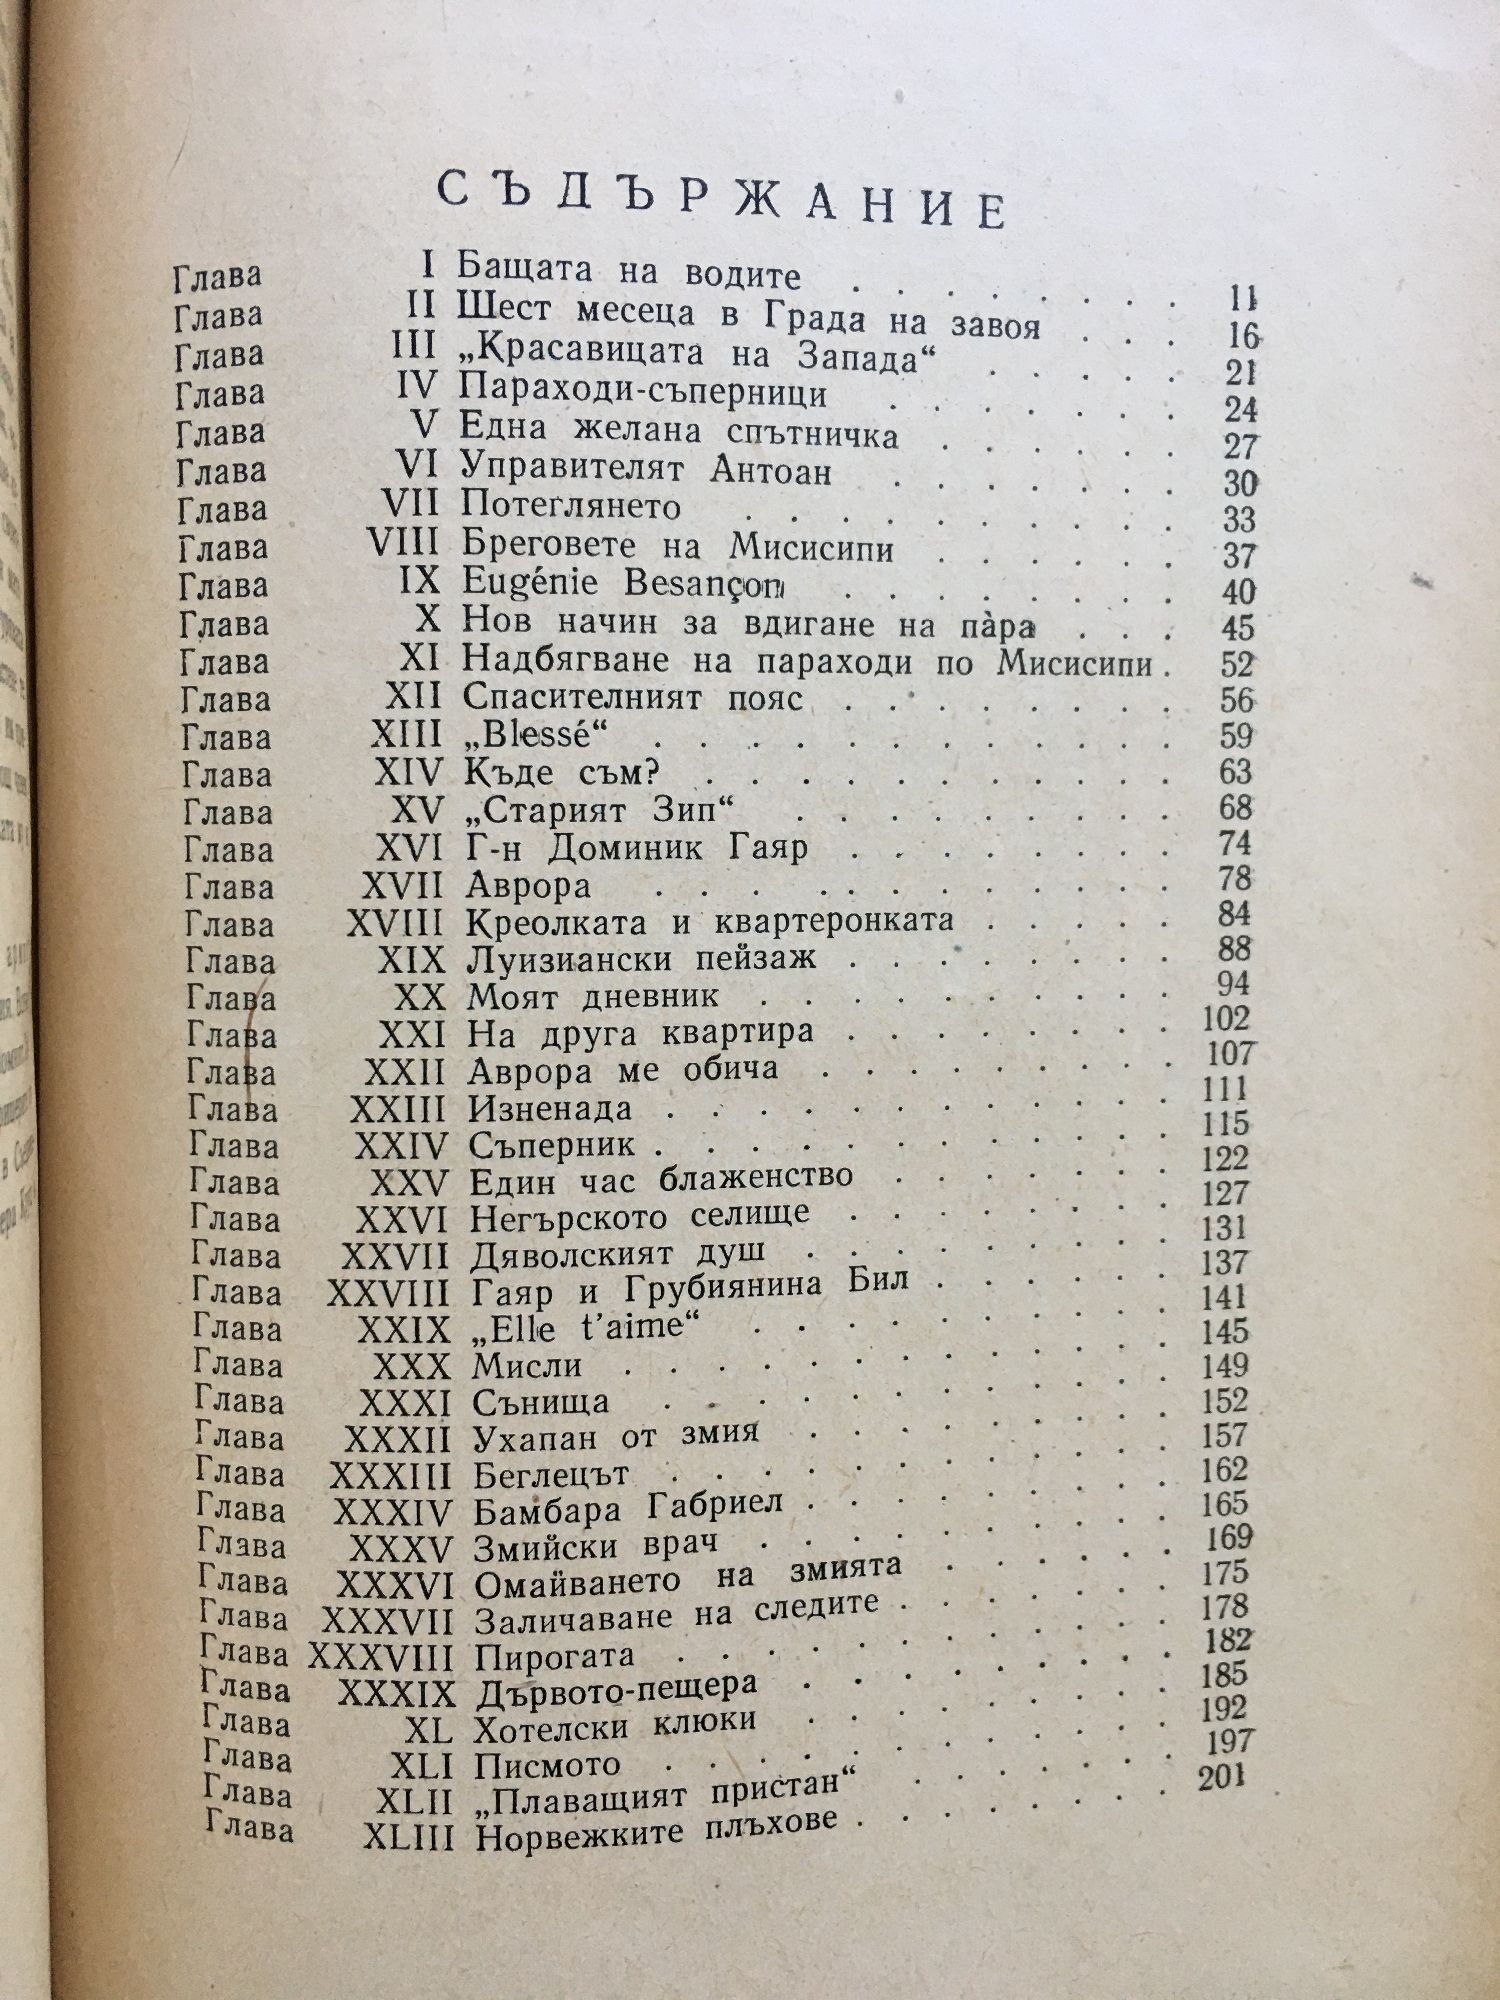 СЪДЪРЖАНИЕ
Глава I Бащата на водите . . . . . . . . 11
Глава II Шест месеца в Града на завоя . . . 16
Глава III „Красавицата на Запада“ . . . . . 21
Глава IV Параходи-съперници . . . . . . . 24
Глава V Една желана спътничка . . . . . . 27
Глава VI Управителят Антоан . . . . . . . 30
Глава VII Потеглянето . . . . . . . . . . 33
Глава VIII Бреговете на Мисисипи . . . . . . 37
Глава IX Eugénie Besançon . . . . . . . . 40
Глава X Нов начин за вдигане на пàра . . . 45
Глава XI Надбягване на параходи по Мисисипи . 52
Глава XII Спасителният пояс . . . . . . . . 56
Глава XIII „Blessé“ . . . . . . . . . . . . 59
Глава XIV Къде съм? . . . . . . . . . . . 63
Глава XV „Старият Зип“ . . . . . . . . . 68
Глава XVI Г-н Доминик Гаяр . . . . . . . . 74
Глава XVII Аврора . . . . . . . . . . . 78
Глава XVIII Креолката и квартеронката . . . . . 84
Глава XIX Луизиански пейзаж . . . . . . . . 88
Глава XX Моят дневник . . . . . . . . . . 94
Глава XXI На друга квартира . . . . . . . . 102
Глава XXII Аврора ме обича . . . . . . . . . 107
Глава XXIII Изненада . . . . . . . . . . . . 111
Глава XXIV Съперник . . . . . . . . . . . . 115
Глава XXV Един час блаженство . . . . . . . 122
Глава XXVI Негърското селище . . . . . . . . 127
Глава XXVII Дяволският душ . . . . . . . . . 131
Глава XXVIII Гаяр и Грубиянина Бил . . . . . . 137
Глава XXIX „Elle t’aime“ . . . . . . . . . . 141
Глава XXX Мисли . . . . . . . . . . . . . 145
Глава XXXI Сънища . . . . . . . . . . . . 149
Глава XXXII Ухапан от змия . . . . . . . . . 152
Глава XXXIII Беглецът . . . . . . . . . . . . 157
Глава XXXIV Бамбара Габриел . . . . . . . . . 162
Глава XXXV Змийски врач . . . . . . . . . . 165
Глава XXXVI Омайването на змията . . . . . . 169
Глава XXXVII Заличаване на следите . . . . . . . 175
Глава XXXVIII Пирогата . . . . . . . . . . . . 178
Глава XXXIX Дървото-пещера . . . . . . . . . 182
Глава XL Хотелски клюки . . . . . . . . . 185
Глава XLI Писмото . . . . . . . . . . . . 192
Глава XLII „Плаващият пристан“ . . . . . . . 197
Глава XLIII Норвежките плъхове . . . . . . . . 201